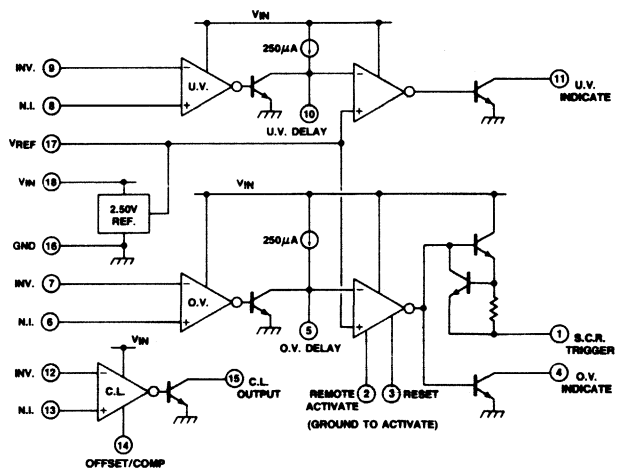 VIN
250µA
INV. 9
- U.V. +
N.I. 8
10
U.V. DELAY
- +
11
U.V. INDICATE
VREF 17
VIN 18
2.50V REF.
GND 16
VIN
250µA
INV. 7
- O.V. +
N.I. 6
5
O.V. DELAY
- +
1
S.C.R. TRIGGER
4
O.V. INDICATE
REMOTE ACTIVATE 2
3 RESET
(GROUND TO ACTIVATE)
VIN
INV. 12
- C.L. +
N.I. 13
15 C.L. OUTPUT
14
OFFSET/COMP